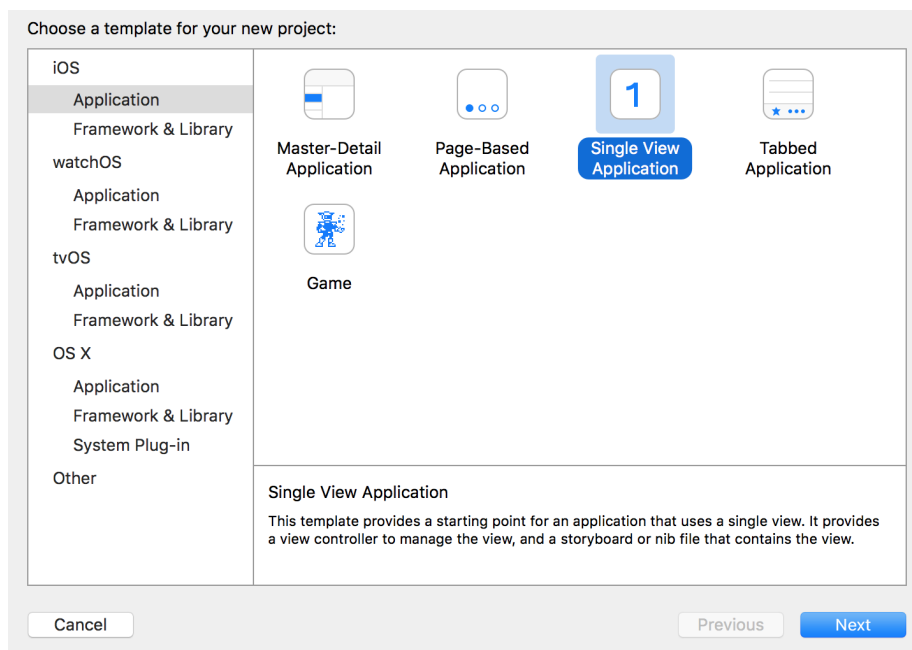 Choose a template for your new project:
iOS
Application
Framework & Library
watchOS
Application
Framework & Library
tvOS
Application
Framework & Library
OS X
Application
Framework & Library
System Plug-in
Other
Master-Detail
Application
Page-Based
Application
1
Single View
Application
Tabbed
Application
Game
Single View Application
This template provides a starting point for an application that uses a single view. It provides
a view controller to manage the view, and a storyboard or nib file that contains the view.
Cancel
Previous
Next